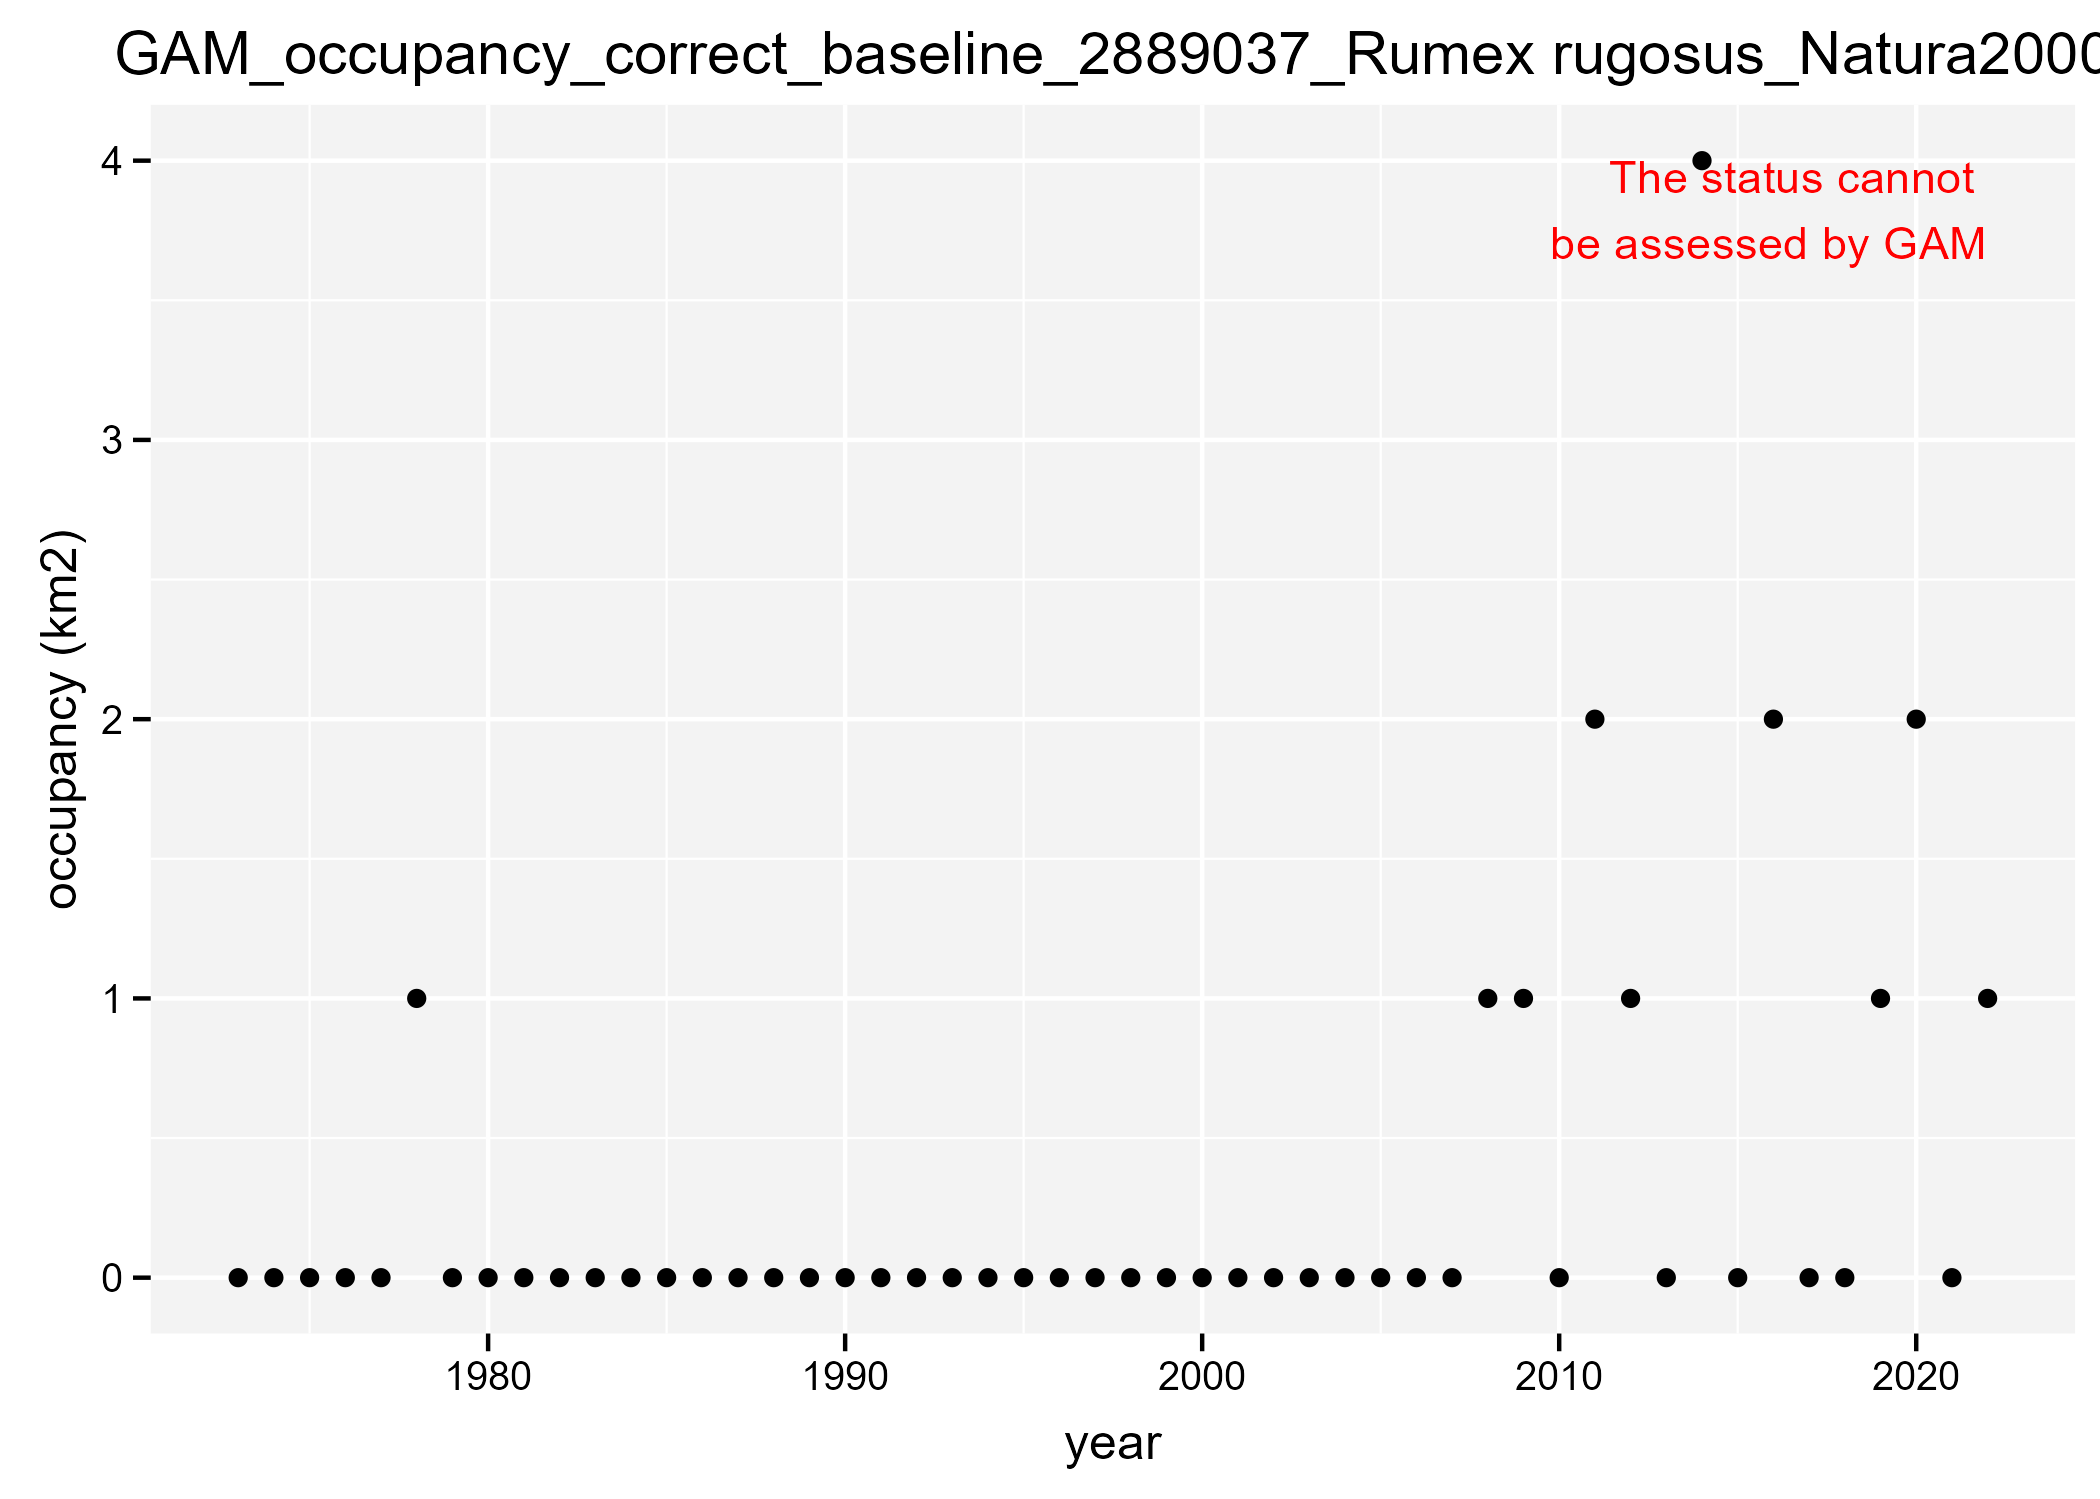 GAM_occupancy_correct_baseline_2889037_Rumex rugosus_Natura2000
4
The status cannot
be assessed by GAM
3
occupancy (km2)
2
1
0
1980 1990 2000 2010 2020
year